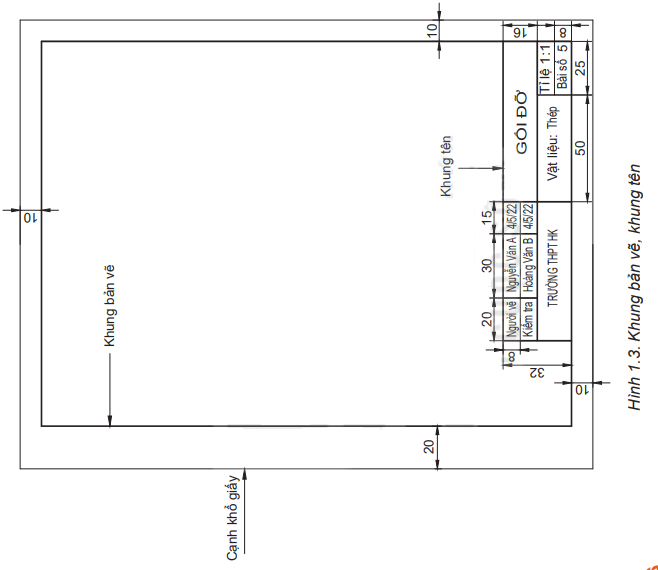 Cạnh khổ giấy
Khung bản vẽ
Khung tên
10
10
20
10
20
30
15
50
25
8
32
16
8
Người vẽ
Nguyễn Văn A
4/5/22
Kiểm tra
Hoàng Văn B
4/5/22
GỐI ĐỠ
TRƯỜNG THPT HK
Vật liệu: Thép
Tỉ lệ 1:1
Bài số 5
Hình 1.3. Khung bản vẽ, khung tên